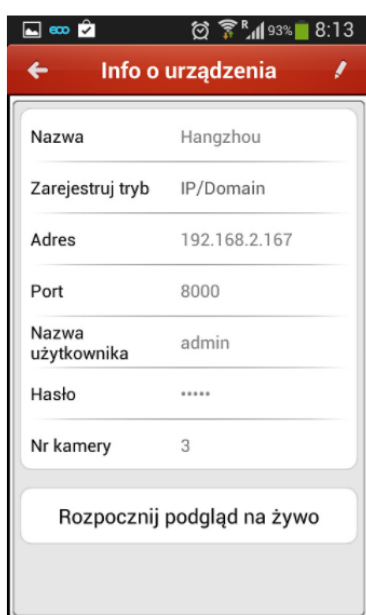 eco R 93% 8:13
Info o urządzenia
Nazwa Hangzhou
Zarejestruj tryb IP/Domain
Adres 192.168.2.167
Port 8000
Nazwa
użytkownika admin
Hasło •••••
Nr kamery 3
Rozpocznij podgląd na żywo